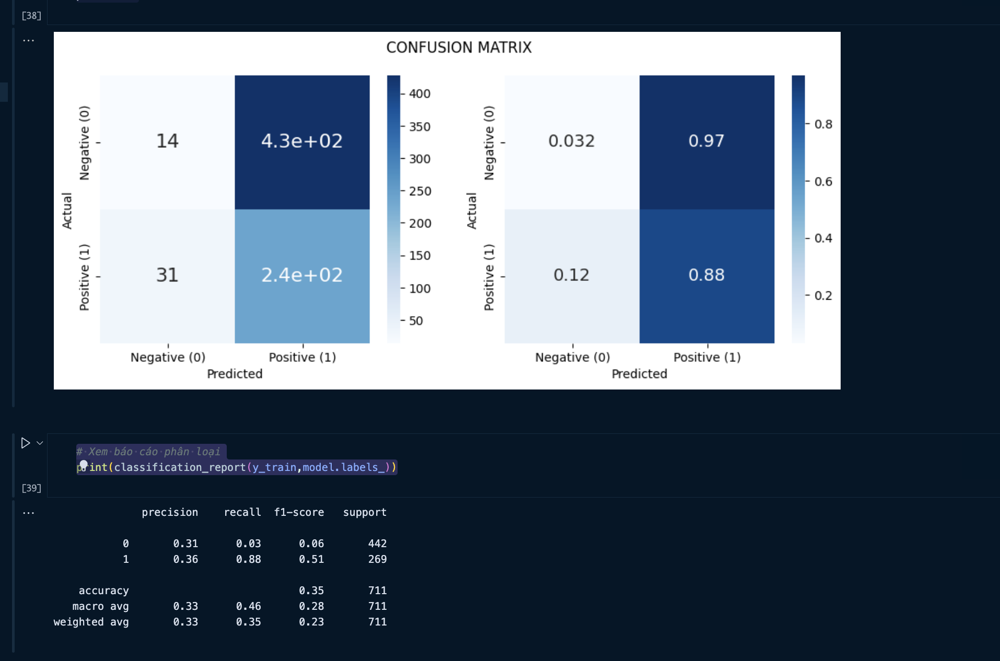 [38]
...
CONFUSION MATRIX
Actual
Negative (0)
Positive (1)
14
4.3e+02
31
2.4e+02
400
350
300
250
200
150
100
50
Negative (0) Positive (1)
Predicted
Actual
Negative (0)
Positive (1)
0.032
0.97
0.12
0.88
0.8
0.6
0.4
0.2
Negative (0) Positive (1)
Predicted
# Xem báo cáo phân loại
print(classification_report(y_train,model.labels_))
[39]
...
precision recall f1-score support
0 0.31 0.03 0.06 442
1 0.36 0.88 0.51 269
accuracy 0.35 711
macro avg 0.33 0.46 0.28 711
weighted avg 0.33 0.35 0.23 711